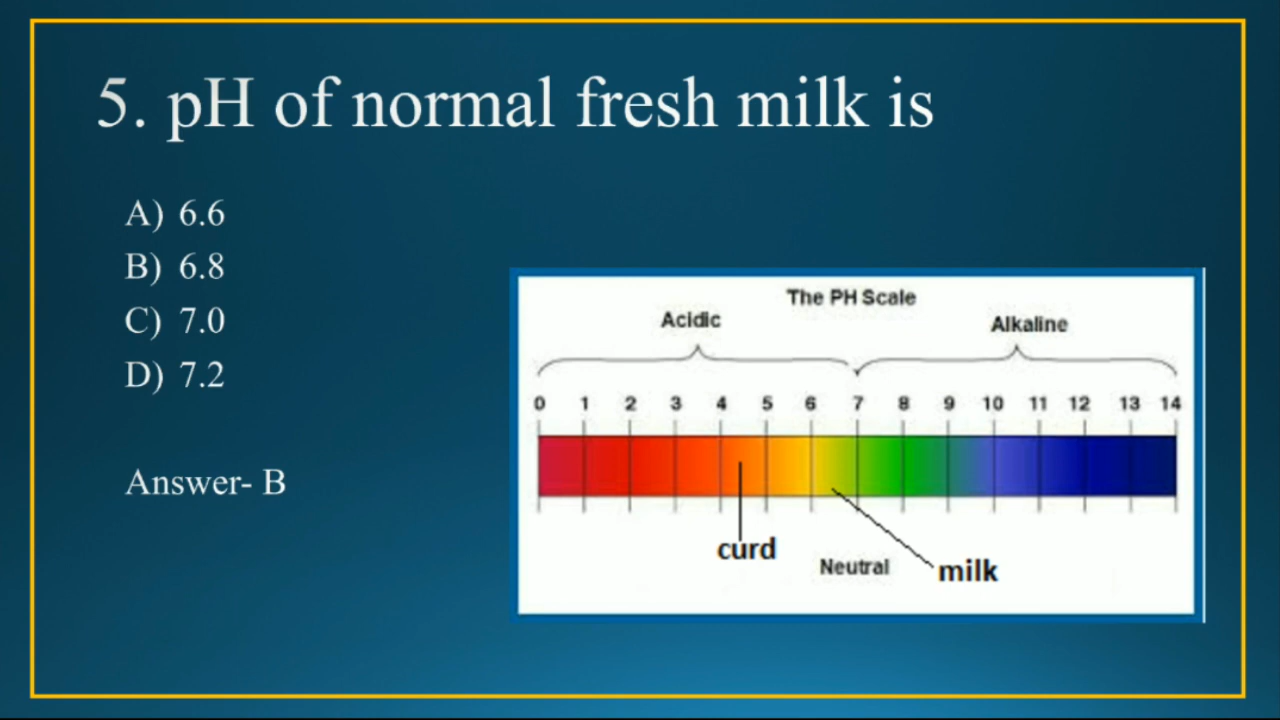 5. pH of normal fresh milk is
A) 6.6
B) 6.8
C) 7.0
D) 7.2
Answer- B
The PH Scale
Acidic
Alkaline
0 1 2 3 4 5 6 7 8 9 10 11 12 13 14
curd
Neutral
milk